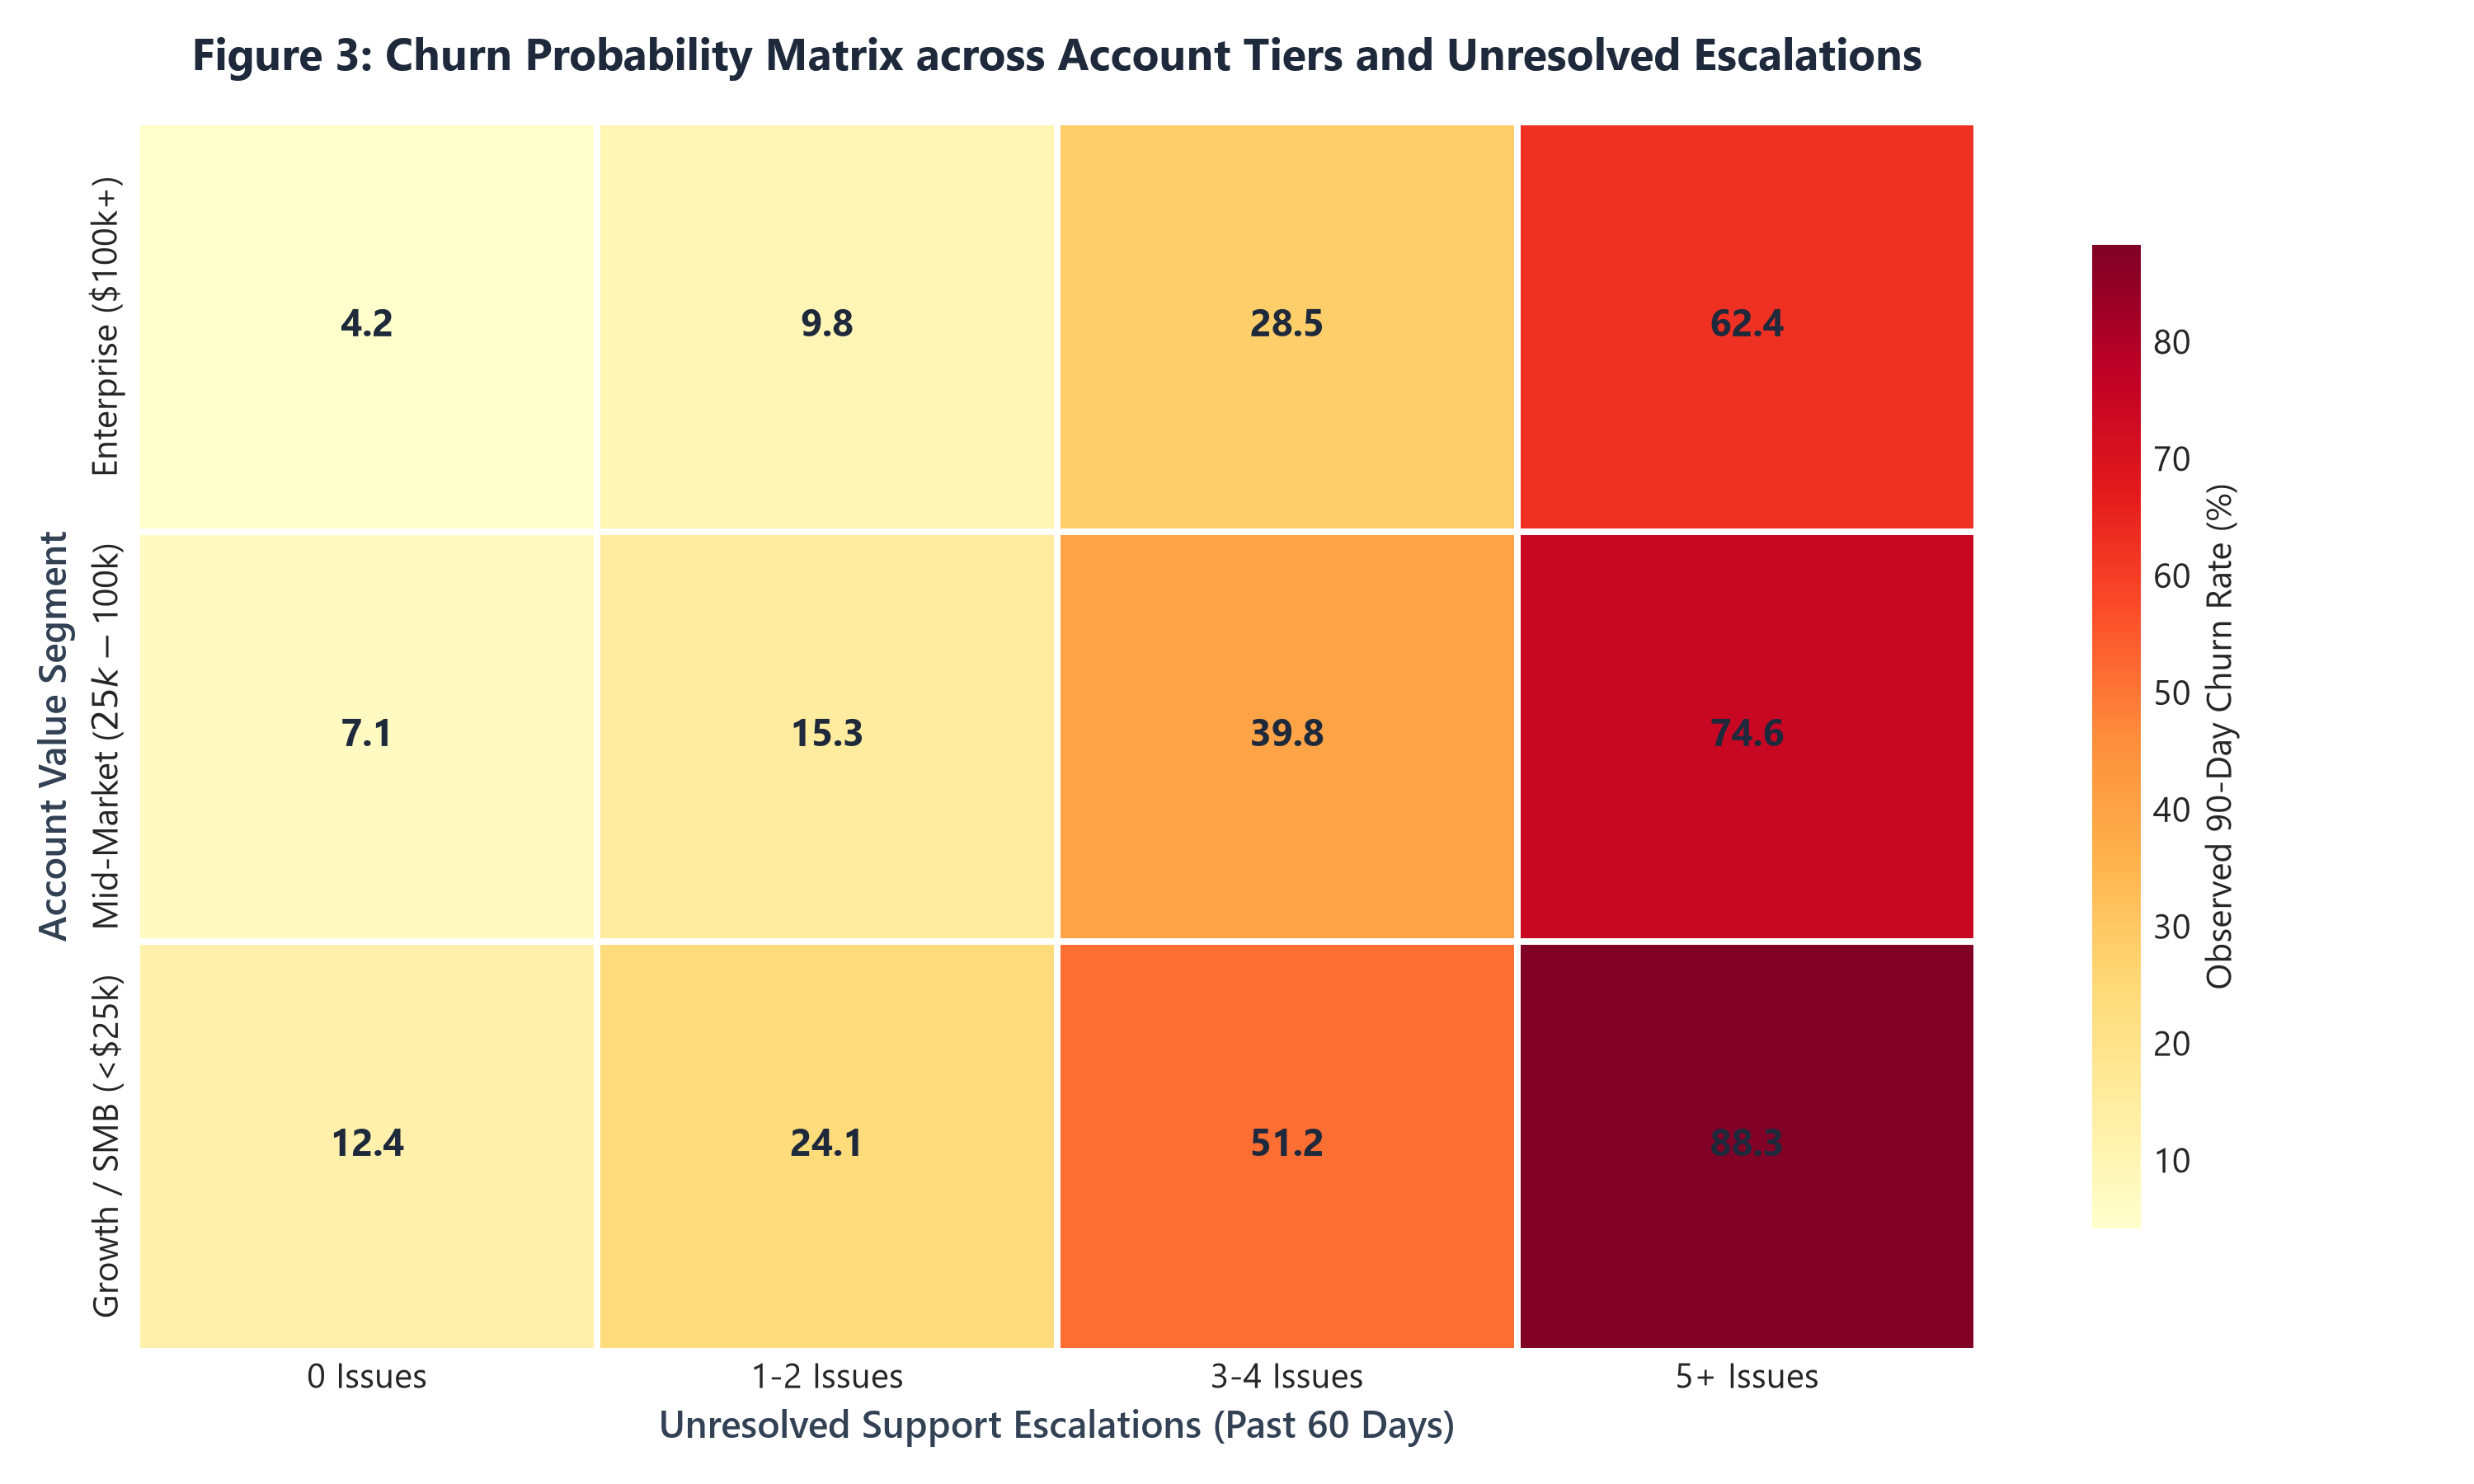 Figure 3: Churn Probability Matrix across Account Tiers and Unresolved Escalations
Account Value Segment
Enterprise ($100k+)
4.2
9.8
28.5
62.4
Mid-Market (25k − 100k)
7.1
15.3
39.8
74.6
Growth / SMB (<$25k)
12.4
24.1
51.2
88.3
0 Issues
1-2 Issues
3-4 Issues
5+ Issues
Unresolved Support Escalations (Past 60 Days)
80
70
60
50
40
30
20
10
Observed 90-Day Churn Rate (%)